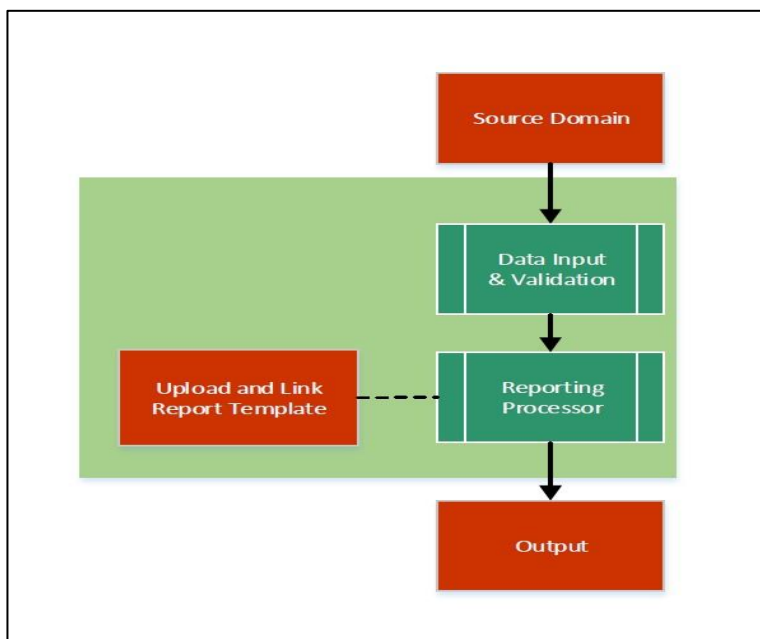 Source Domain
Data Input
& Validation
Upload and Link
Report Template
Reporting
Processor
Output